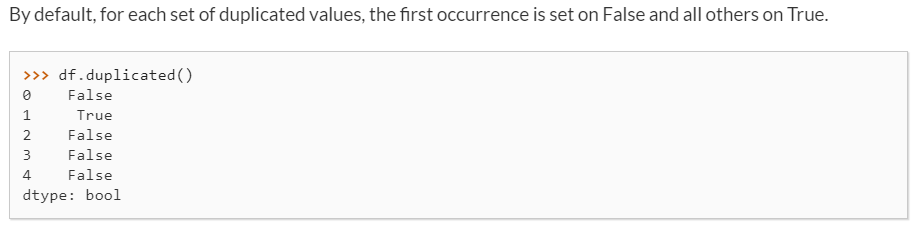 By default, for each set of duplicated values, the first occurrence is set on False and all others on True.
>>> df.duplicated()
0    False
1     True
2    False
3    False
4    False
dtype: bool